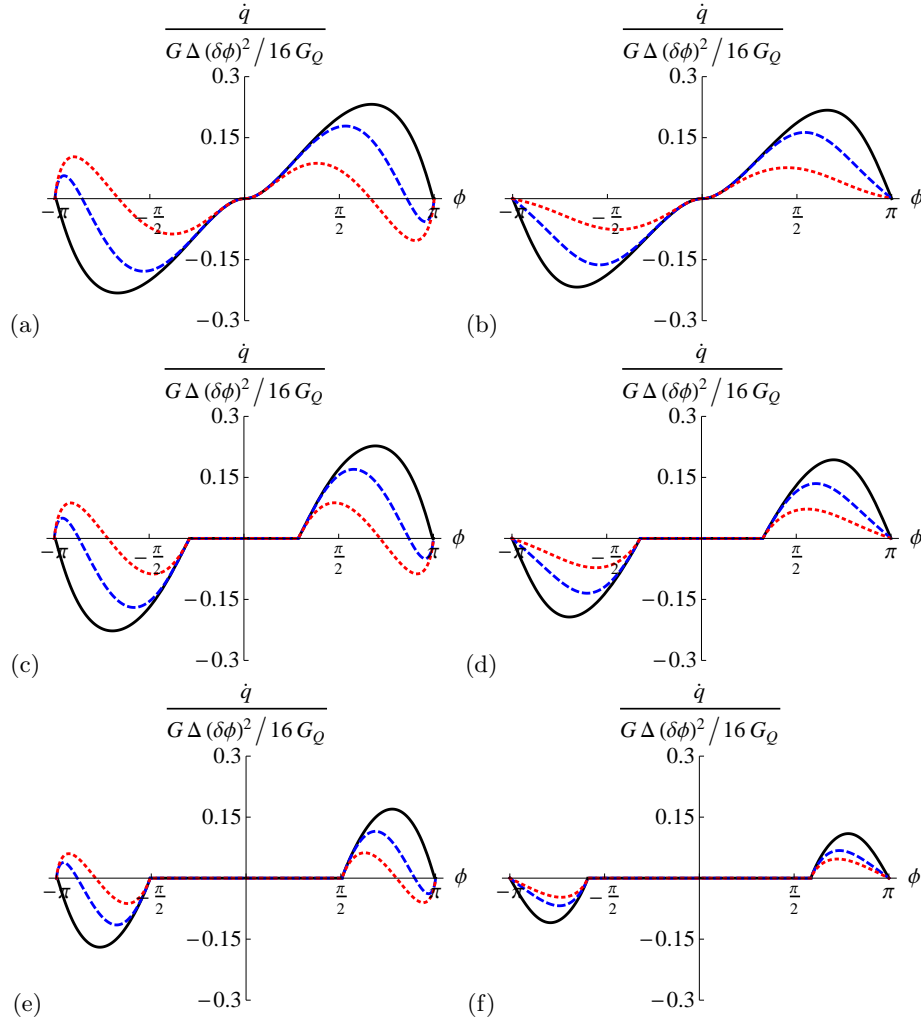 q̇
G Δ (δϕ)² / 16 G_Q
0.3
0.15
−0.15
−0.3
−π
−π/2
π/2
π
ϕ
(a)
q̇
G Δ (δϕ)² / 16 G_Q
0.3
0.15
−0.15
−0.3
−π
−π/2
π/2
π
ϕ
(b)
q̇
G Δ (δϕ)² / 16 G_Q
0.3
0.15
−0.15
−0.3
−π
−π/2
π/2
π
ϕ
(c)
q̇
G Δ (δϕ)² / 16 G_Q
0.3
0.15
−0.15
−0.3
−π
−π/2
π/2
π
ϕ
(d)
q̇
G Δ (δϕ)² / 16 G_Q
0.3
0.15
−0.15
−0.3
−π
−π/2
π/2
π
ϕ
(e)
q̇
G Δ (δϕ)² / 16 G_Q
0.3
0.15
−0.15
−0.3
−π
−π/2
π/2
π
ϕ
(f)